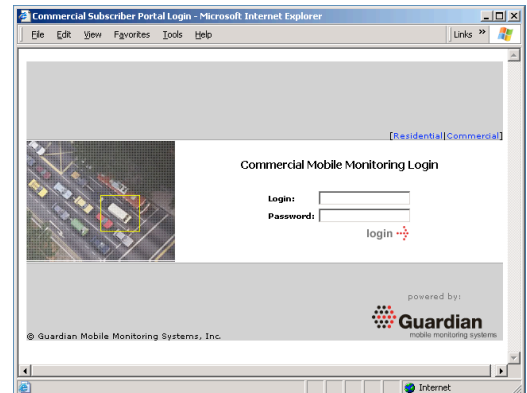 Commercial Subscriber Portal Login - Microsoft Internet Explorer
File Edit View Favorites Tools Help Links »
[Residential|Commercial]
Commercial Mobile Monitoring Login
Login:
Password:
login
powered by:
Guardian
mobile monitoring systems
© Guardian Mobile Monitoring Systems, Inc.
Internet